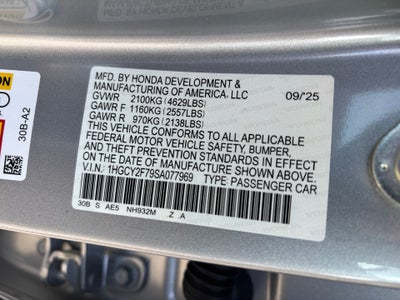 MFD. BY HONDA DEVELOPMENT &
MANUFACTURING OF AMERICA, LLC
09/'25
GVWR 2100KG (4629LBS)
GAWR F 1160KG (2557LBS)
GAWR R 970KG (2138LBS)
THIS VEHICLE CONFORMS TO ALL APPLICABLE
FEDERAL MOTOR VEHICLE SAFETY, BUMPER,
AND THEFT PREVENTION STANDARDS IN EFFECT
ON THE DATE OF MANUFACTURE SHOWN ABOVE.
V.I.N.: 1HGCY2F79SA077969 TYPE: PASSENGER CAR
30B S AE5 NH932M Z A
30B-A2